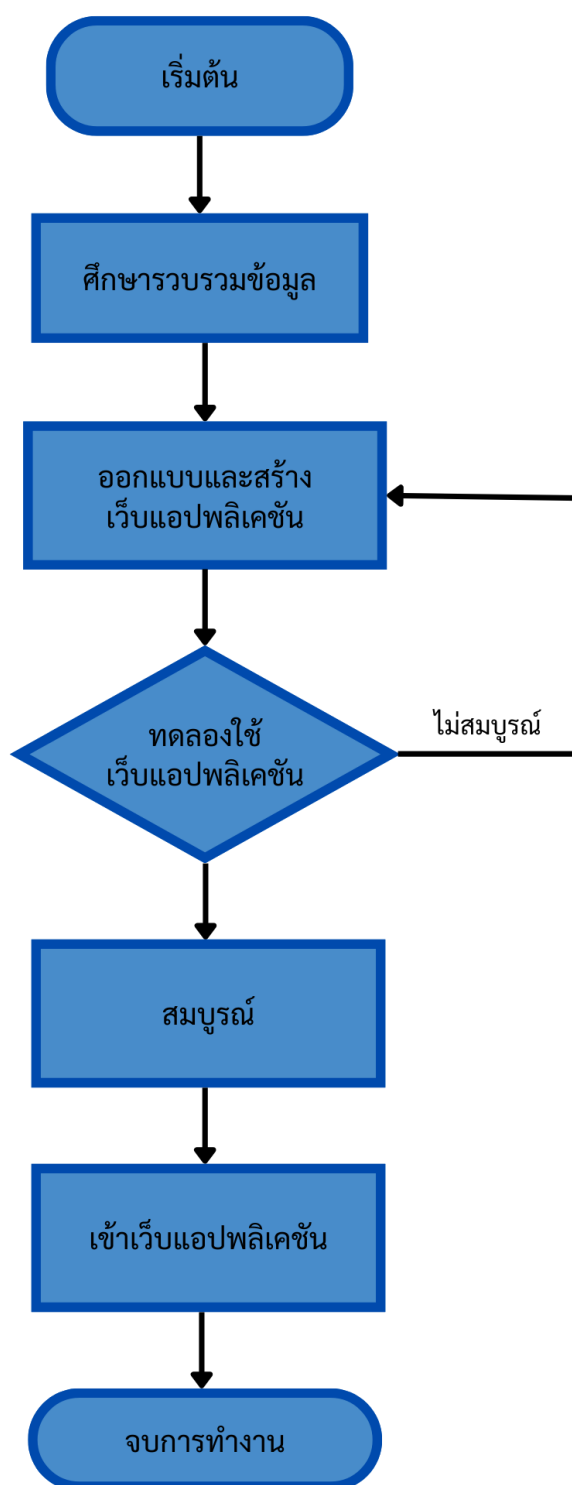 เริ่มต้น
ศึกษารวบรวมข้อมูล
ออกแบบและสร้าง
เว็บแอปพลิเคชัน
ทดลองใช้
เว็บแอปพลิเคชัน
ไม่สมบูรณ์
สมบูรณ์
เข้าเว็บแอปพลิเคชัน
จบการทำงาน